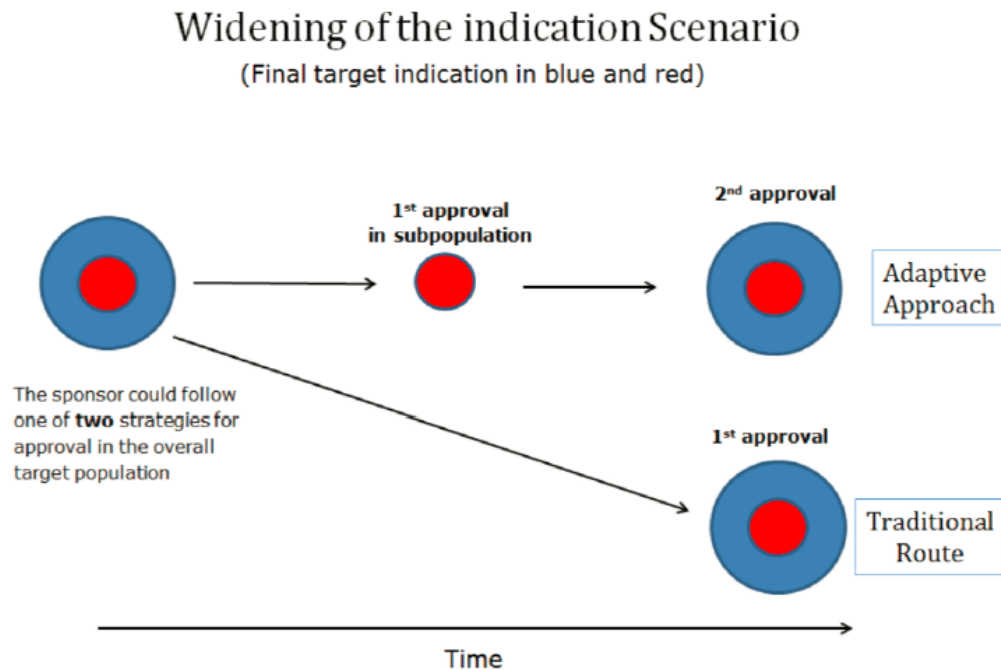 Widening of the indication Scenario
(Final target indication in blue and red)
1st approval
in subpopulation
2nd approval
Adaptive
Approach
The sponsor could follow
one of two strategies for
approval in the overall
target population
1st approval
Traditional
Route
Time